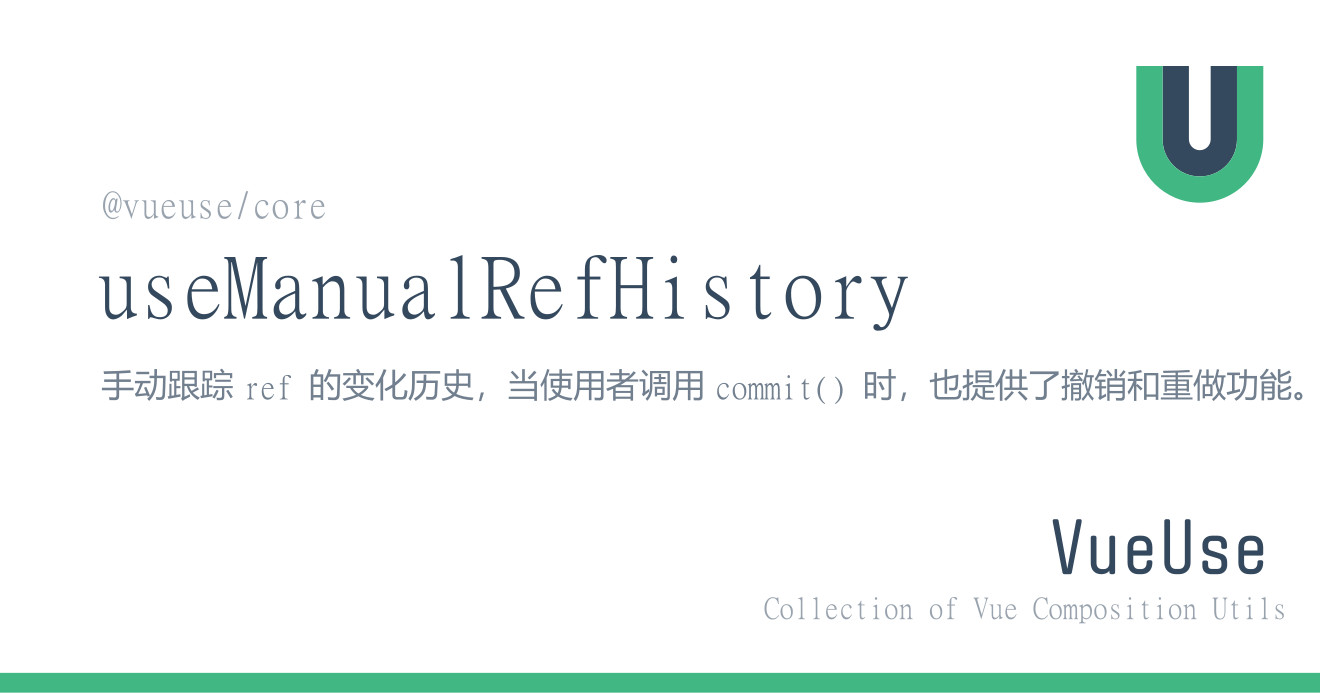 @vueuse/core
useManualRefHistory
手动跟踪 ref 的变化历史，当使用者调用 commit() 时，也提供了撤销和重做功能。
VueUse
Collection of Vue Composition Utils